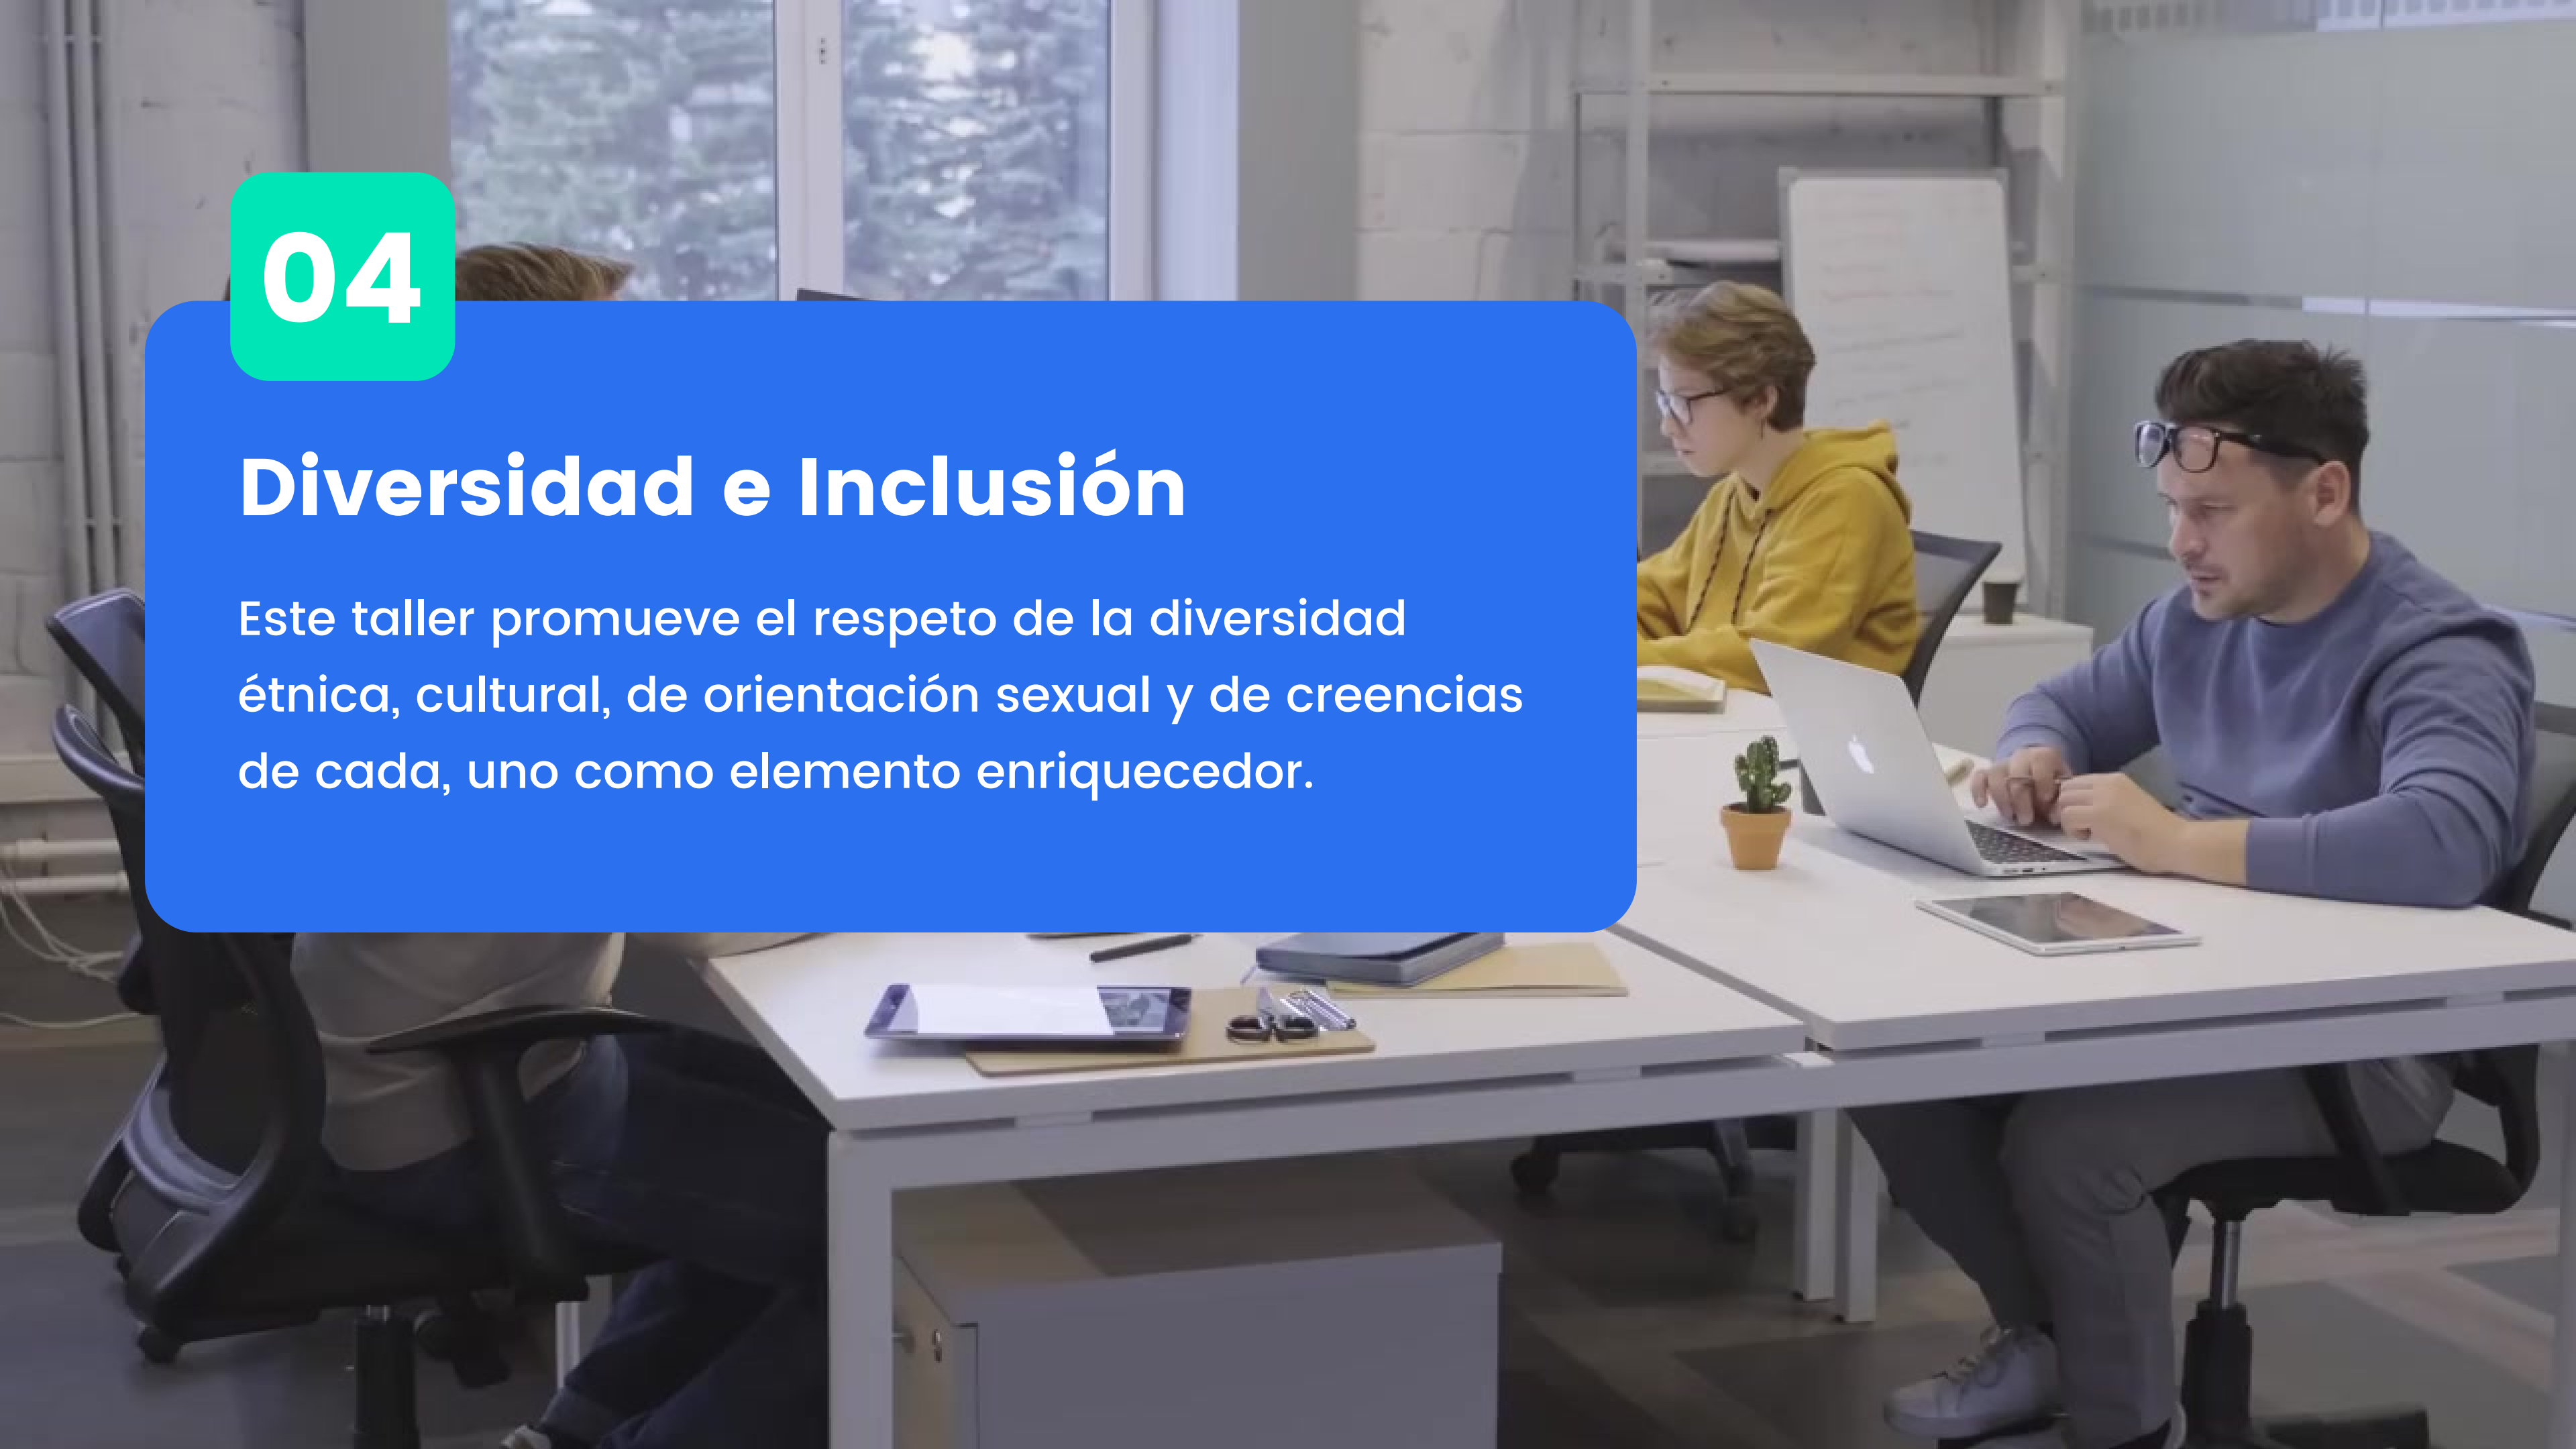 04
Diversidad e Inclusión
Este taller promueve el respeto de la diversidad
étnica, cultural, de orientación sexual y de creencias
de cada, uno como elemento enriquecedor.